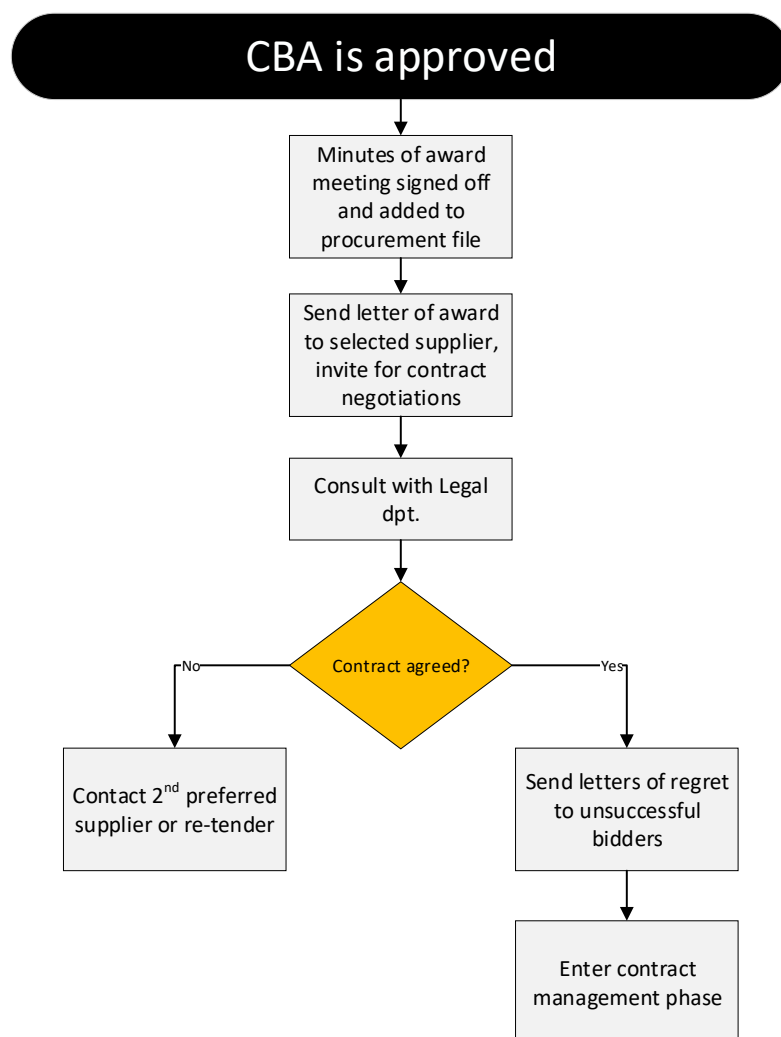 CBA is approved
Minutes of award
meeting signed off
and added to
procurement file
Send letter of award
to selected supplier,
invite for contract
negotiations
Consult with Legal
dpt.
Contract agreed?
No
Yes
Contact 2nd preferred
supplier or re-tender
Send letters of regret
to unsuccessful
bidders
Enter contract
management phase